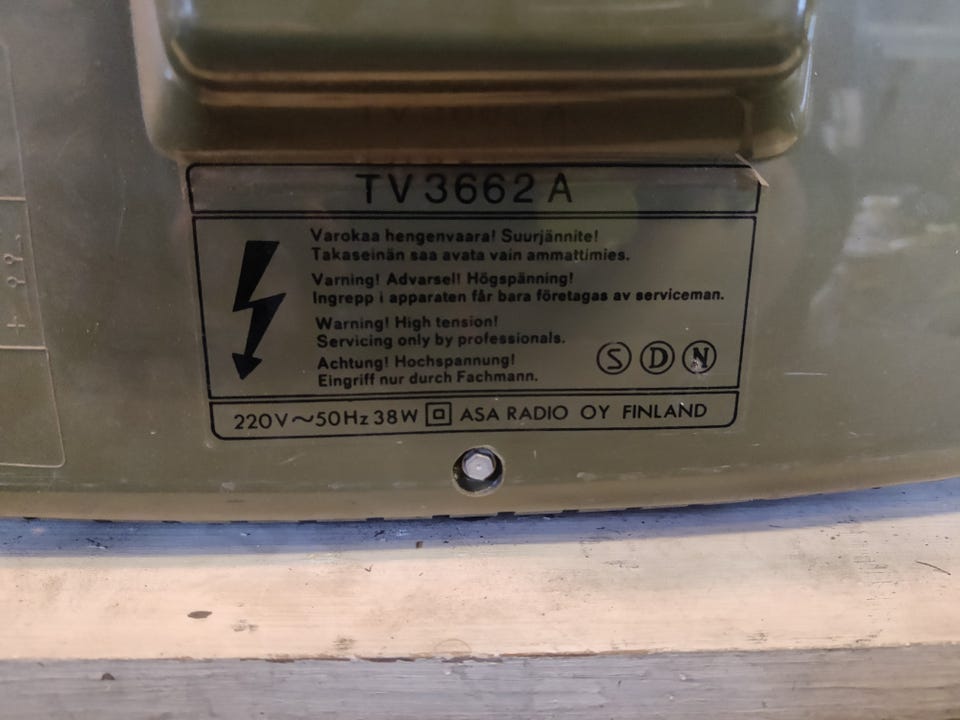 TV 3662 A
Varokaa hengenvaara! Suurjännite!
Takaseinän saa avata vain ammattimies.
Varning! Advarsel! Högspänning!
Ingrepp i apparaten får bara företagas av serviceman.
Warning! High tension!
Servicing only by professionals.
Achtung! Hochspannung!
Eingriff nur durch Fachmann.
S D N
220V~50Hz 38W ASA RADIO OY FINLAND